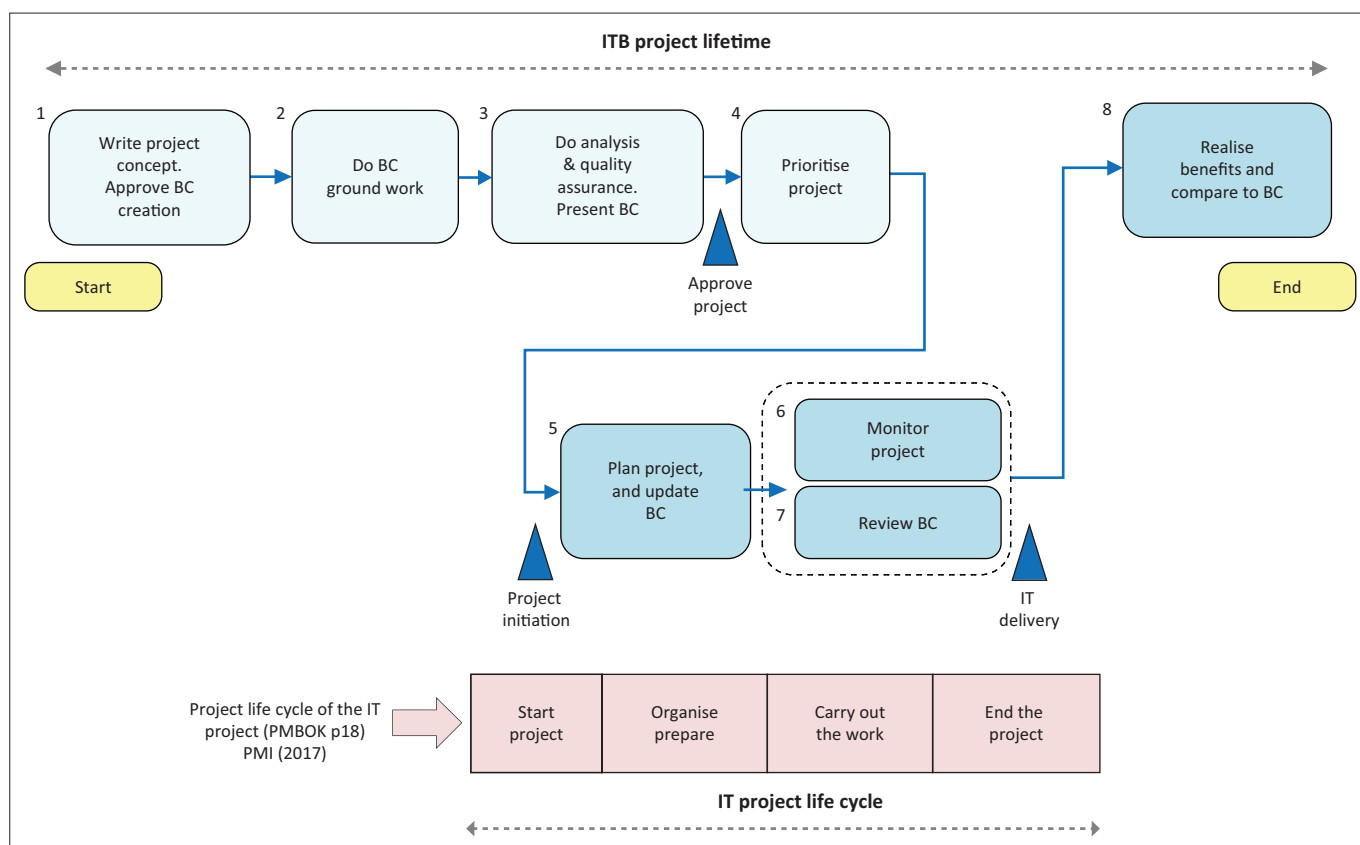 ITB project lifetime
1
Write project
concept.
Approve BC
creation
2
Do BC
ground work
3
Do analysis
& quality
assurance.
Present BC
4
Prioritise
project
8
Realise
benefits and
compare to BC
Start
Approve
project
End
5
Plan project,
and update
BC
6
Monitor
project
7
Review BC
Project
initiation
IT
delivery
Project life cycle of the IT
project (PMBOK p18)
PMI (2017)
Start
project
Organise
prepare
Carry out
the work
End the
project
IT project life cycle